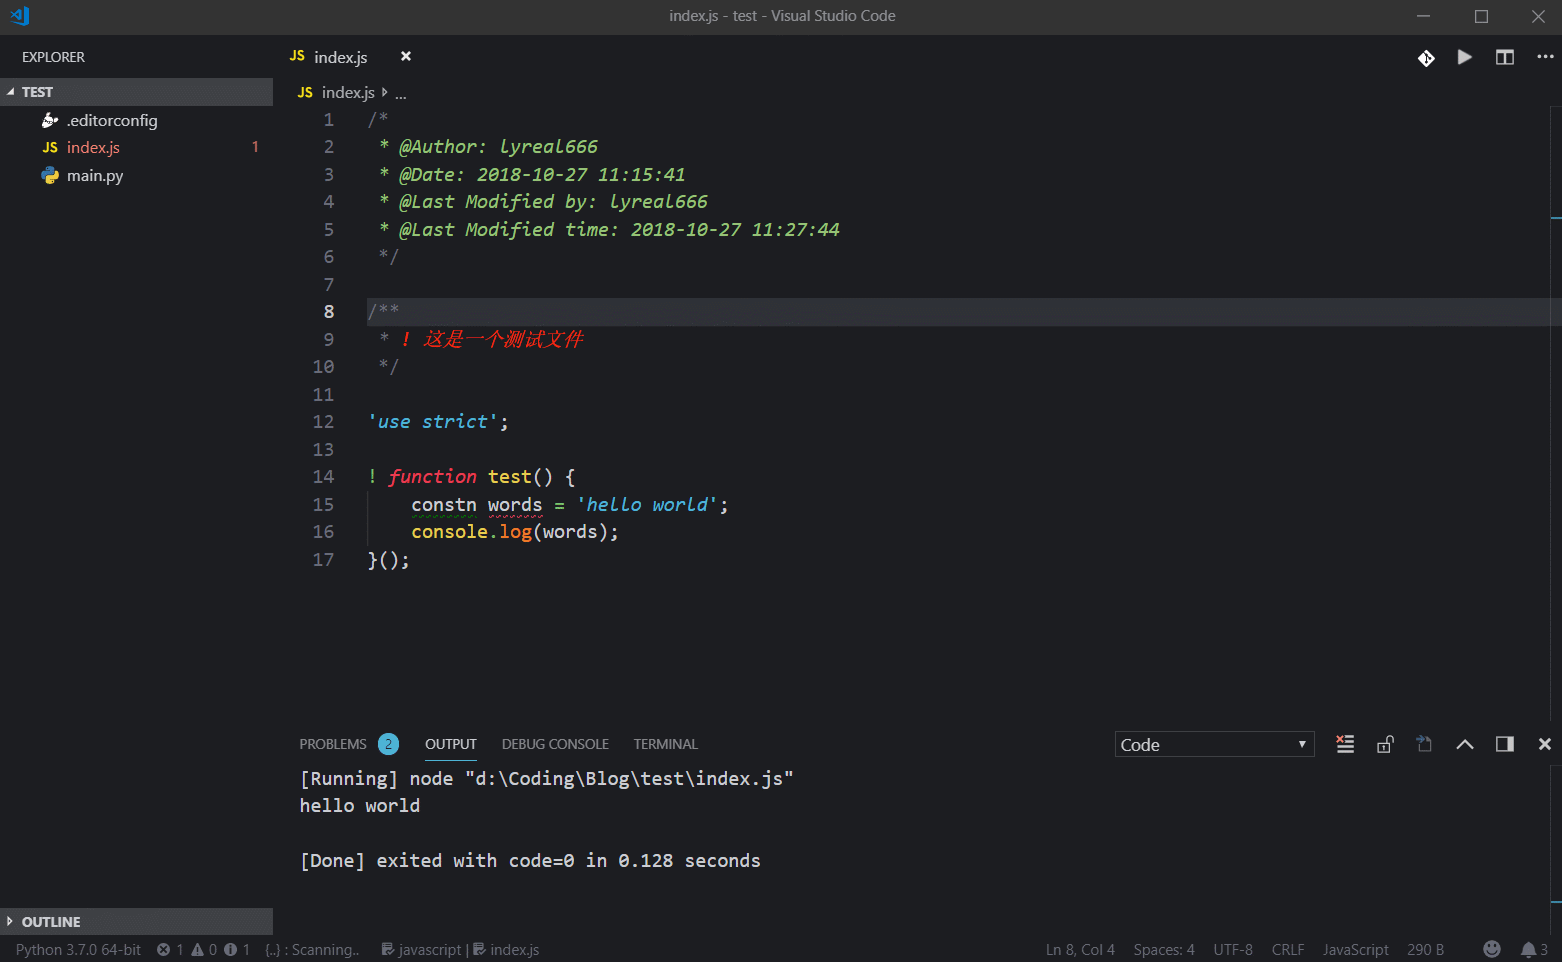 index.js - test - Visual Studio Code
EXPLORER
TEST
.editorconfig
JS index.js 1
main.py
JS index.js
JS index.js ...
1 /*
2 * @Author: lyreal666
3 * @Date: 2018-10-27 11:15:41
4 * @Last Modified by: lyreal666
5 * @Last Modified time: 2018-10-27 11:27:44
6 */
7
8 /**
9 * ! 这是一个测试文件
10 */
11
12 'use strict';
13
14 ! function test() {
15 constn words = 'hello world';
16 console.log(words);
17 }();
PROBLEMS 2 OUTPUT DEBUG CONSOLE TERMINAL Code
[Running] node "d:\Coding\Blog\test\index.js"
hello world
[Done] exited with code=0 in 0.128 seconds
OUTLINE
Python 3.7.0 64-bit 1 0 1 {..} : Scanning.. javascript | index.js Ln 8, Col 4 Spaces: 4 UTF-8 CRLF JavaScript 290 B 3